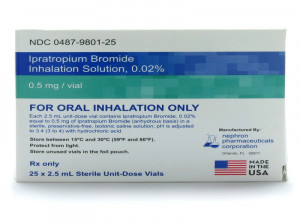 NDC 0487-9801-25
Ipratropium Bromide
Inhalation Solution, 0.02%
0.5 mg / vial
FOR ORAL INHALATION ONLY
Each 2.5 mL unit-dose vial contains Ipratropium Bromide, 0.02%
equal to 0.5 mg of Ipratropium Bromide (anhydrous basis) in a
sterile, preservative-free, isotonic saline solution; pH is adjusted
to 3.4 (3 to 4) with hydrochloric acid
Store between 15°C and 30°C (59°F and 86°F).
Protect from light.
Store unused vials in the foil pouch.
Rx only
25 x 2.5 mL Sterile Unit-Dose Vials
Manufactured By:
nephron
pharmaceuticals
corporation
Orlando, FL
MADE
IN THE
USA